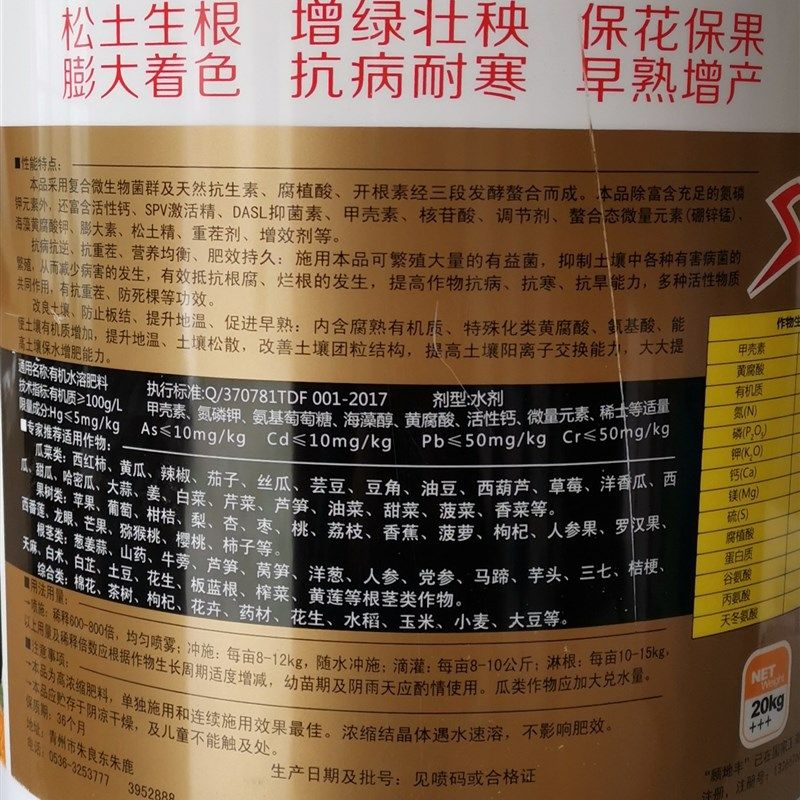 松土生根 增绿壮秧 保花保果
膨大着色 抗病耐寒 早熟增产
■性能特点:
本品采用复合微生物菌群及天然抗生素、腐植酸、开根素经三段发酵螯合而成。本品除富含充足的氮磷
钾元素外,还富含活性钙、SPV激活精、DASL抑菌素、甲壳素、核苷酸、调节剂、螯合态微量元素(硼锌锰)、
海藻黄腐酸钾、膨大素、松土精、重茬剂、增效剂等。
抗病抗逆、抗重茬、营养均衡、肥效持久:施用本品可繁殖大量的有益菌,抑制土壤中各种有害病菌的
繁殖,从而减少病害的发生,有效抵抗根腐、烂根的发生,提高作物抗病、抗寒、抗旱能力,多种活性物质
共同作用,有抗重茬、防死棵等功效。
改良土壤、防止板结、提升地温、促进早熟:内含腐熟有机质、特殊化类黄腐酸、氨基酸、能
使土壤有机质增加,提升地温、土壤松散,改善土壤团粒结构,提高土壤阳离子交换能力,大大提
高土壤保水增肥能力。
通用名称:有机水溶肥料 执行标准:Q/370781TDF 001-2017 剂型:水剂
技术指标:有机质≥100g/L 甲壳素、氮磷钾、氨基葡萄糖、海藻醇、黄腐酸、活性钙、微量元素、稀土等适量
限量成分:Hg≤5mg/kg As≤10mg/kg Cd≤10mg/kg Pb≤50mg/kg Cr≤50mg/kg
■专家推荐适用作物:
瓜菜类:西红柿、黄瓜、辣椒、茄子、丝瓜、芸豆、豆角、油豆、西葫芦、草莓、洋香瓜、西
瓜、甜瓜、哈密瓜、大蒜、姜、白菜、芹菜、芦笋、油菜、甜菜、菠菜、香菜等。
果树类:苹果、葡萄、柑桔、梨、杏、枣、桃、荔枝、香蕉、菠萝、枸杞、人参果、罗汉果、
西番莲、龙眼、芒果、猕猴桃、樱桃、柿子等。
根茎类:葱姜蒜、山药、牛蒡、芦笋、莴笋、洋葱、人参、党参、马蹄、芋头、三七、桔梗、
天麻、白术、白芷、土豆、花生、板蓝根、榨菜、黄莲等根茎类作物。
综合类:棉花、茶树、枸杞、花卉、药材、花生、水稻、玉米、小麦、大豆等。
■用法用量:
一喷施:稀释600-800倍,均匀喷雾;冲施:每亩8-12kg,随水冲施;滴灌:每亩8-10公斤;淋根:每亩10-15kg,
以上用量及稀释倍数应根据作物生长周期适度增减,幼苗期及阴雨天应酌情使用。瓜类作物应加大兑水量。
■注意事项:
一本品为高浓缩肥料,单独施用和连续施用效果最佳。浓缩结晶体遇水速溶,不影响肥效。
一本品应贮存于阴凉干燥,及儿童不能触及处。
保质期:36个月
地址:青州市朱良东朱鹿
电话:0536-3253777 3952888 生产日期及批号:见喷码或合格证
作物生
甲壳素
黄腐酸
有机质
氮(N)
磷(P₂O₅)
钾(K₂O)
钙(Ca)
镁(Mg)
硫(S)
腐植酸
蛋白质
谷氨酸
丙氨酸
天冬氨酸
NET
Weight
20kg
+++
已在国家工商
注册,注册号: